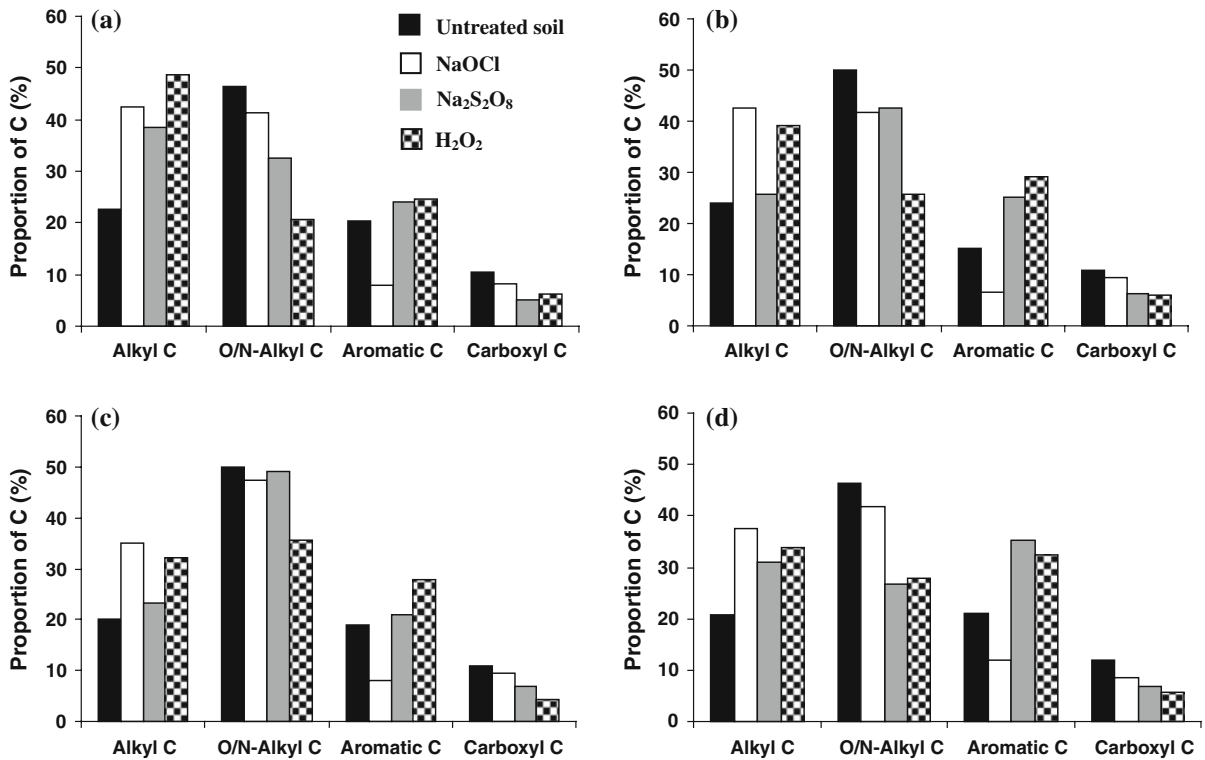 (a)
Proportion of C (%)
60
50
40
30
20
10
0
Untreated soil
NaOCl
Na₂S₂O₈
H₂O₂
Alkyl C O/N-Alkyl C Aromatic C Carboxyl C
(b)
Proportion of C (%)
60
50
40
30
20
10
0
Alkyl C O/N-Alkyl C Aromatic C Carboxyl C
(c)
Proportion of C (%)
60
50
40
30
20
10
0
Alkyl C O/N-Alkyl C Aromatic C Carboxyl C
(d)
Proportion of C (%)
60
50
40
30
20
10
0
Alkyl C O/N-Alkyl C Aromatic C Carboxyl C